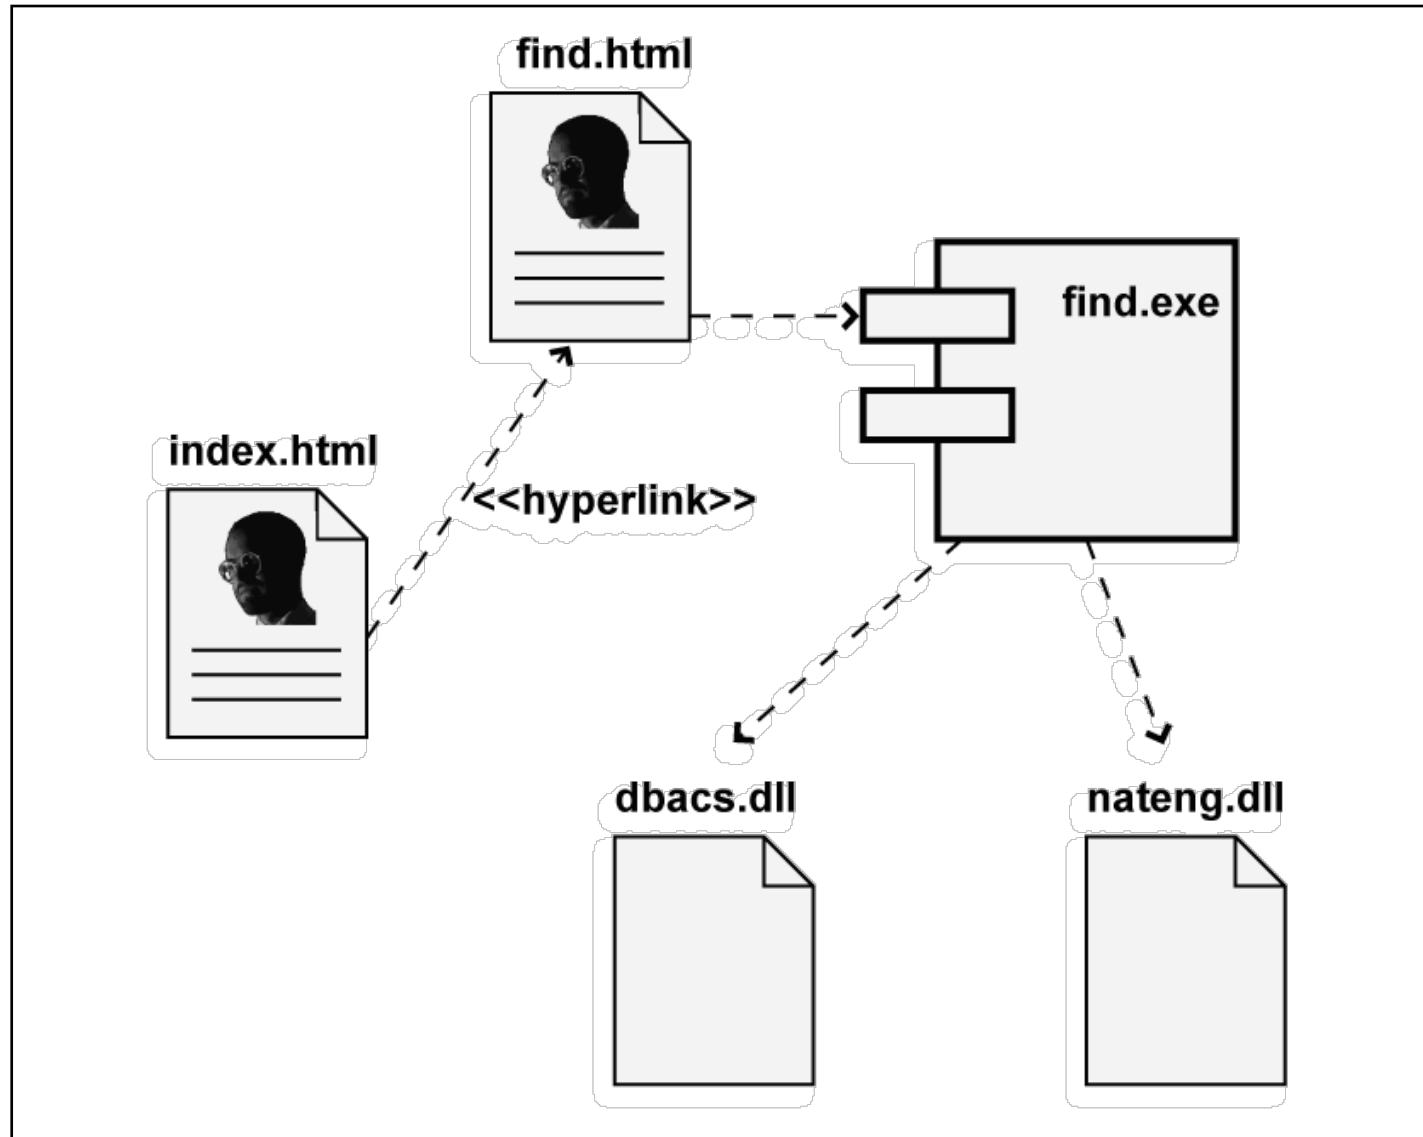 find.html
find.exe
index.html
<<hyperlink>>
dbacs.dll
nateng.dll